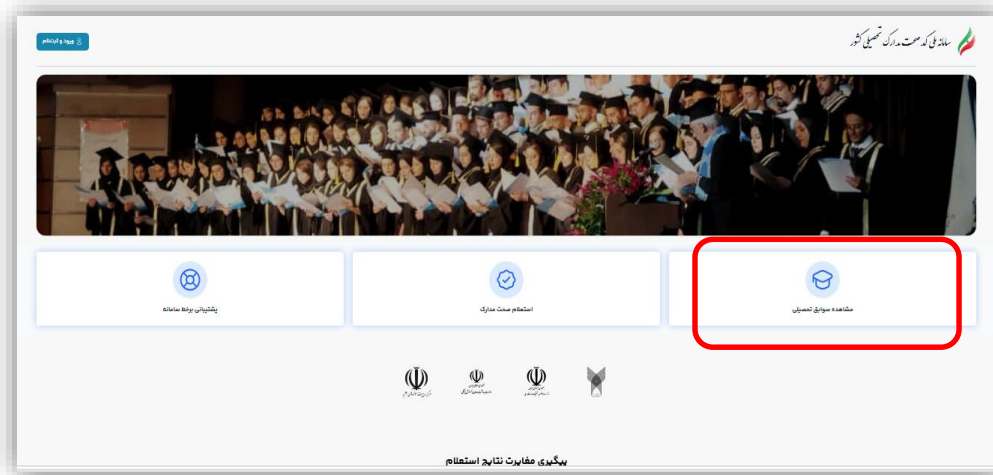 سامانه ملی کد صحت مدارک تحصیلی کشور
ورود و ثبت‌نام
مشاهده سوابق تحصیلی
استعلام صحت مدارک
پشتیبانی برخط سامانه
پیگیری مغایرت نتایج استعلام